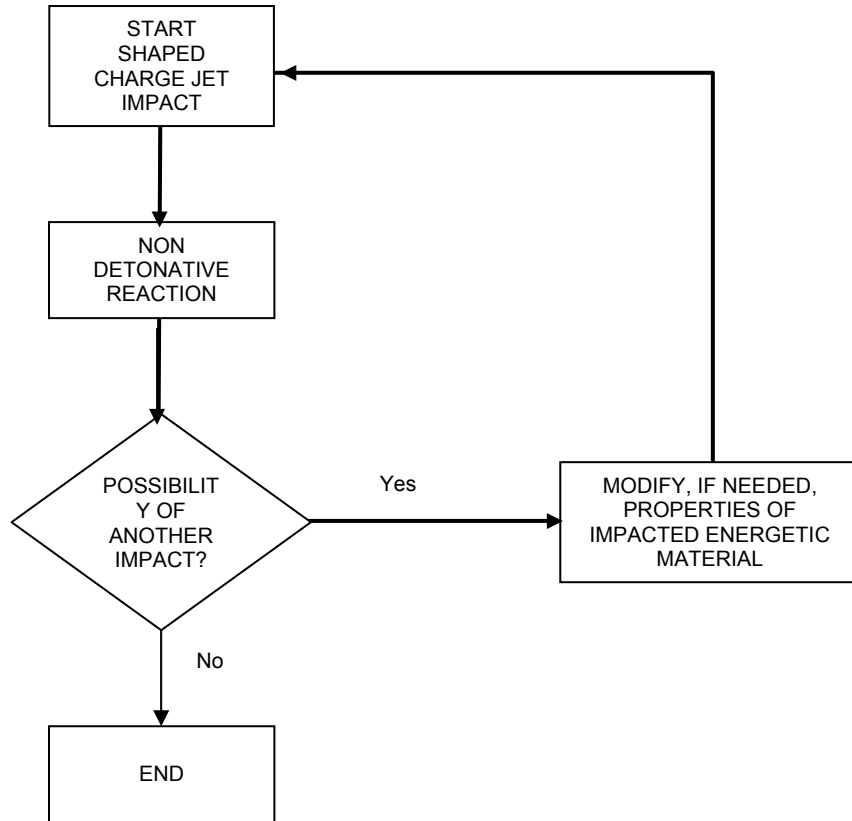 START
SHAPED
CHARGE JET
IMPACT
NON
DETONATIVE
REACTION
POSSIBILIT
Y OF
ANOTHER
IMPACT?
Yes
MODIFY, IF NEEDED,
PROPERTIES OF
IMPACTED ENERGETIC
MATERIAL
No
END